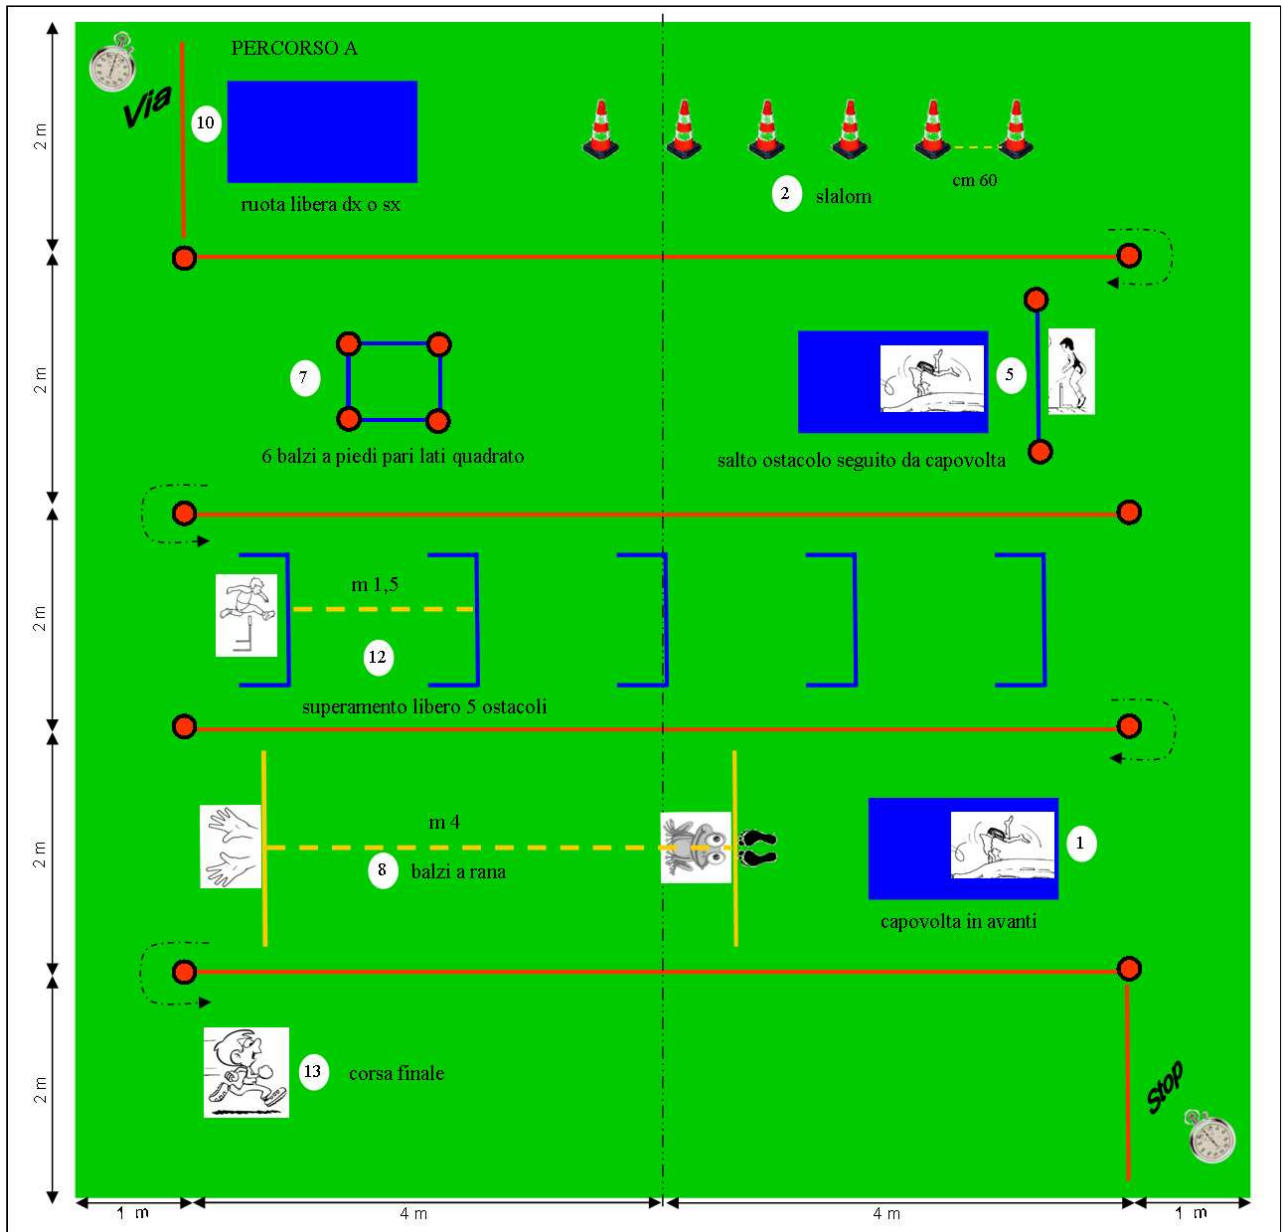 PERCORSO A
Via
10
ruota libera dx o sx
2 slalom
cm 60
2 m
7
6 balzi a piedi pari lati quadrato
5
salto ostacolo seguito da capovolta
2 m
m 1,5
12
superamento libero 5 ostacoli
2 m
m 4
8 balzi a rana
1
capovolta in avanti
2 m
13 corsa finale
Stop
2 m
1 m
4 m
4 m
1 m